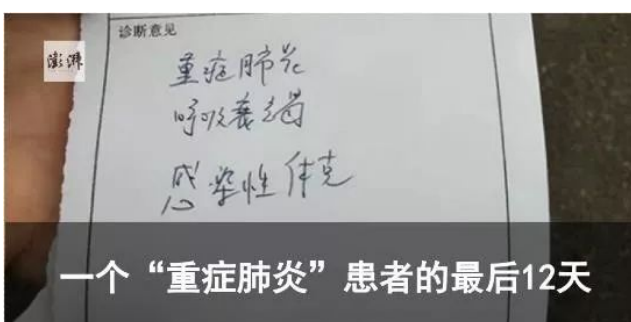 澎湃
诊断意见
重症肺炎
呼吸衰竭
感染性休克
一个“重症肺炎”患者的最后12天